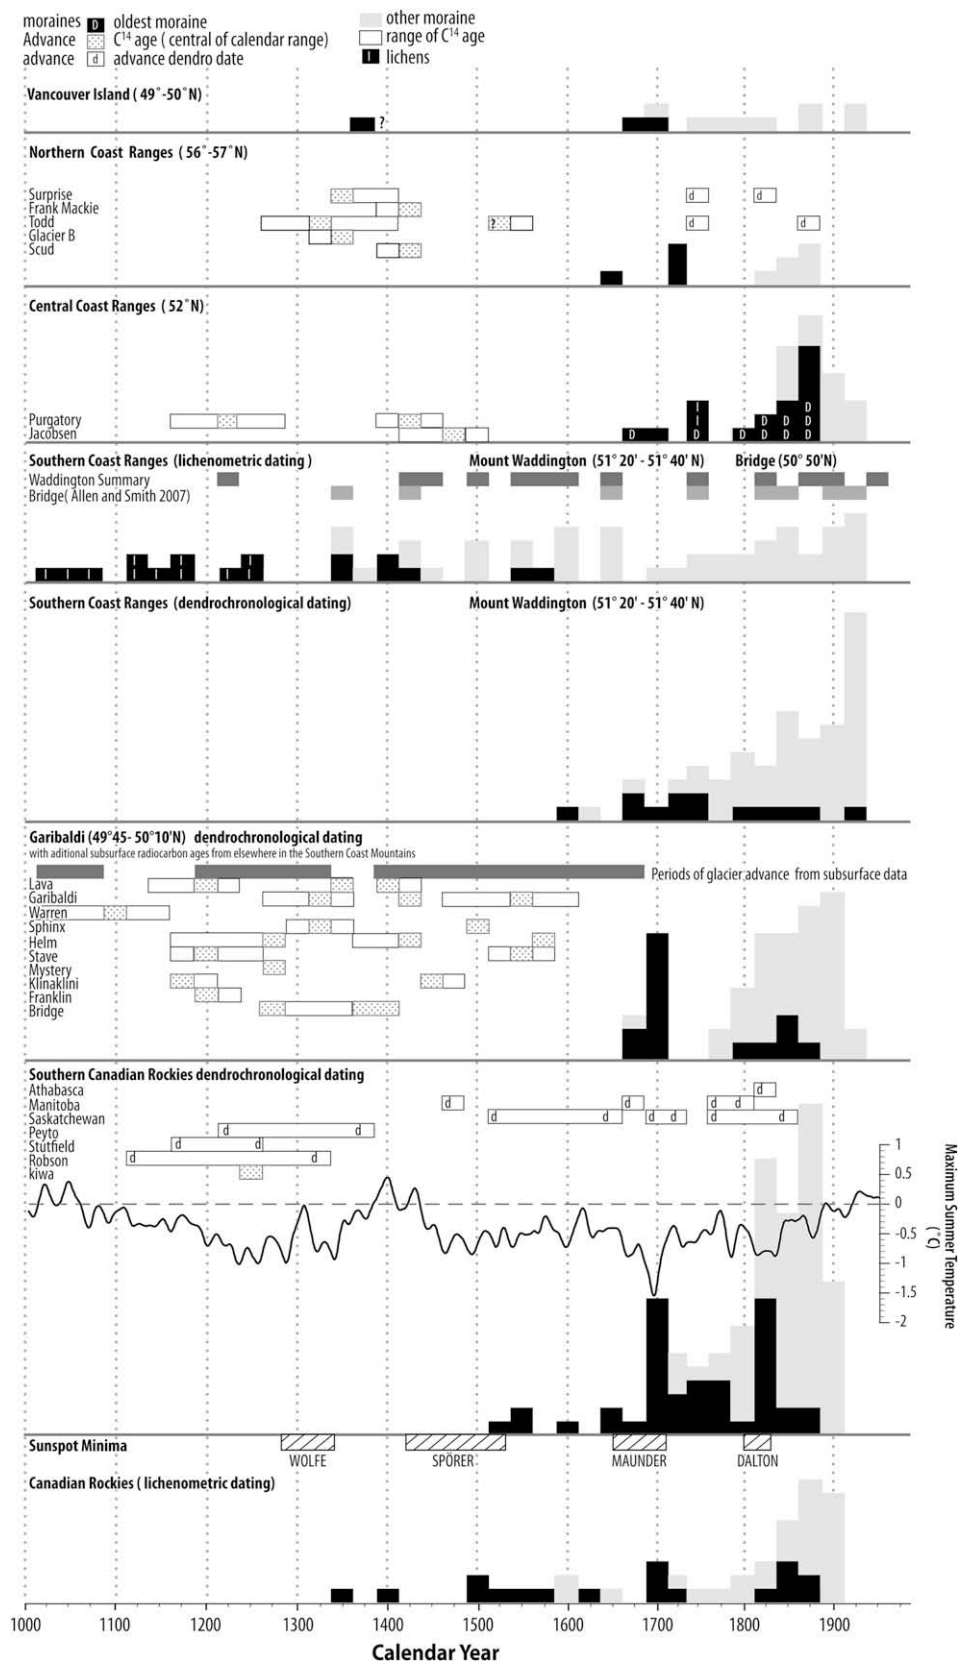 moraines D oldest moraine other moraine
Advance C14 age ( central of calendar range) range of C14 age
advance d advance dendro date I lichens
Vancouver Island ( 49°-50°N)
?
Northern Coast Ranges ( 56°-57°N)
Surprise d d
Frank Mackie
Todd ? d d
Glacier B
Scud
Central Coast Ranges ( 52°N)
I D
Purgatory I D D D
Jacobsen D D D D D D
Southern Coast Ranges (lichenometric dating ) Mount Waddington (51° 20' - 51° 40' N) Bridge (50° 50'N)
Waddington Summary
Bridge( Allen and Smith 2007)
I I I
I I I I I I I I
Southern Coast Ranges (dendrochronological dating) Mount Waddington (51° 20' - 51° 40' N)
Garibaldi (49°45- 50°10'N) dendrochronological dating
with aditional subsurface radiocarbon ages from elsewhere in the Southern Coast Mountains
Periods of glacier advance from subsurface data
Lava
Garibaldi
Warren
Sphinx
Helm
Stave
Mystery
Klinaklini
Franklin
Bridge
Southern Canadian Rockies dendrochronological dating
Athabasca d
Manitoba d d d d
Saskatchewan d d d d d d
Peyto d d
Stutfield d d
Robson d d
kiwa
1
0.5
0
-0.5
-1
-1.5
-2
Maximum Summer Temperature
(°C)
Sunspot Minima
WOLFE SPÖRER MAUNDER DALTON
Canadian Rockies ( lichenometric dating)
1000 1100 1200 1300 1400 1500 1600 1700 1800 1900
Calendar Year